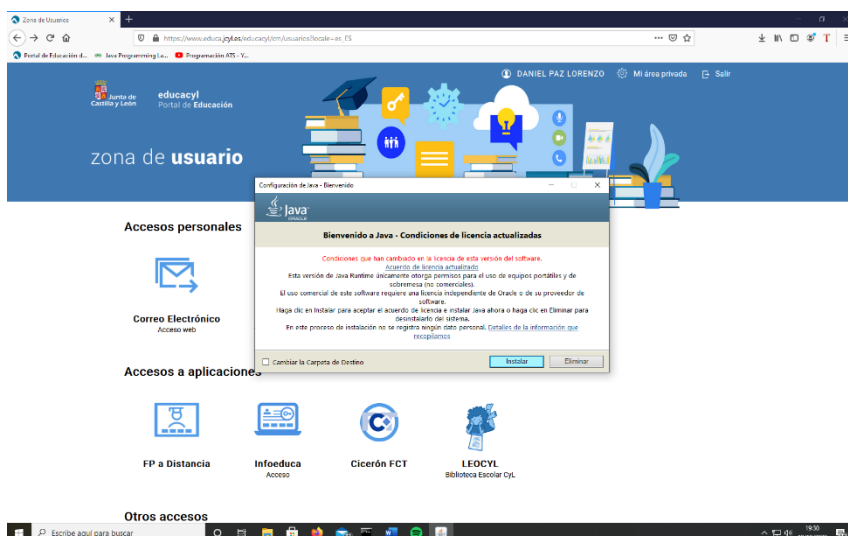 Zona de Usuarios
https://www.educa.jcyl.es/educacyl/cm/usuarios?locale=es_ES
Portal de Educación d...
Java Programming La...
Programación ATS - Y...
DANIEL PAZ LORENZO
Mi área privada
Salir
Junta de
Castilla y León
educacyl
Portal de Educación
zona de usuario
Configuración de Java - Bienvenido
Java
ORACLE
Bienvenido a Java - Condiciones de licencia actualizadas
Condiciones que han cambiado en la licencia de esta versión del software.
Acuerdo de licencia actualizado
Esta versión de Java Runtime únicamente otorga permisos para el uso de equipos portátiles y de
sobremesa (no comerciales).
El uso comercial de este software requiere una licencia independiente de Oracle o de su proveedor de
software.
Haga clic en Instalar para aceptar el acuerdo de licencia e instalar Java ahora o haga clic en Eliminar para
desinstalarlo del sistema.
En este proceso de instalación no se registra ningún dato personal. Detalles de la información que
recopilamos
Cambiar la Carpeta de Destino
Instalar
Eliminar
Accesos personales
Correo Electrónico
Acceso web
Accesos a aplicaciones
FP a Distancia
Infoeduca
Acceso
Cicerón FCT
LEOCYL
Biblioteca Escolar CyL
Otros accesos
Escribe aquí para buscar
19:30